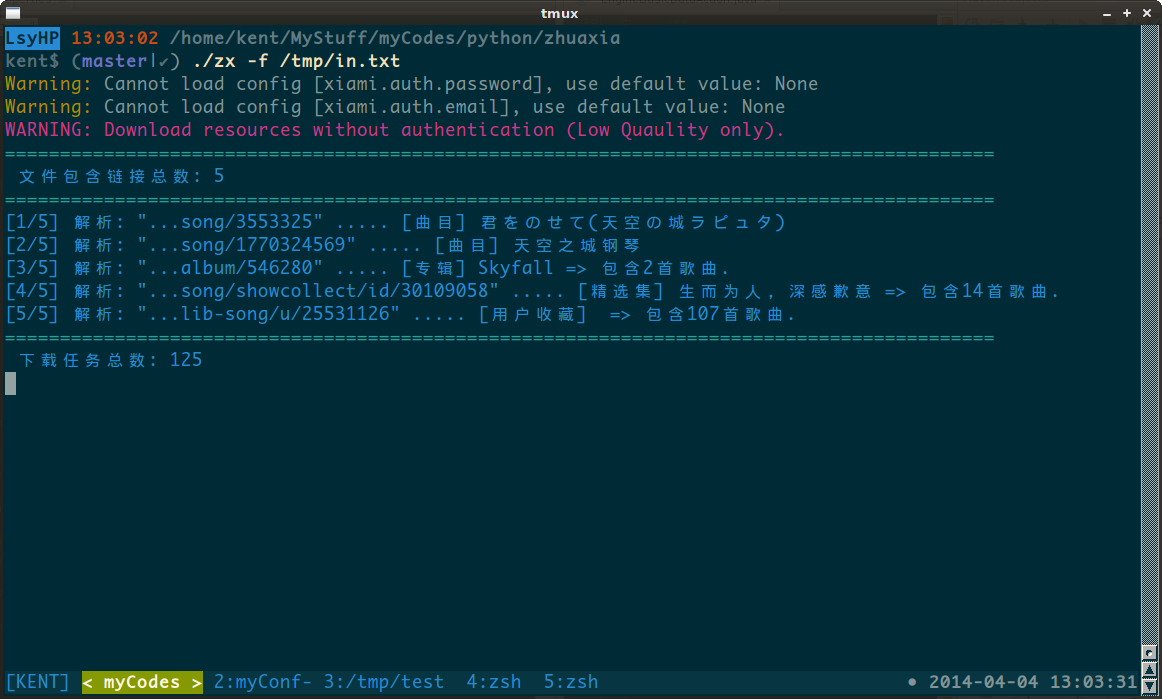 tmux
LsyHP 13:03:02 /home/kent/MyStuff/myCodes/python/zhuaxia
kent$ (master|✔) ./zx -f /tmp/in.txt
Warning: Cannot load config [xiami.auth.password], use default value: None
Warning: Cannot load config [xiami.auth.email], use default value: None
WARNING: Download resources without authentication (Low Quaulity only).
==========================================================================================
文件包含链接总数: 5
==========================================================================================
[1/5] 解析: "...song/3553325" ..... [曲目] 君をのせて(天空の城ラピュタ)
[2/5] 解析: "...song/1770324569" ..... [曲目] 天空之城钢琴
[3/5] 解析: "...album/546280" ..... [专辑] Skyfall => 包含2首歌曲.
[4/5] 解析: "...song/showcollect/id/30109058" ..... [精选集] 生而为人, 深感歉意 => 包含14首歌曲.
[5/5] 解析: "...lib-song/u/25531126" ..... [用户收藏] => 包含107首歌曲.
==========================================================================================
下载任务总数: 125
[KENT] < myCodes > 2:myConf- 3:/tmp/test 4:zsh 5:zsh • 2014-04-04 13:03:31